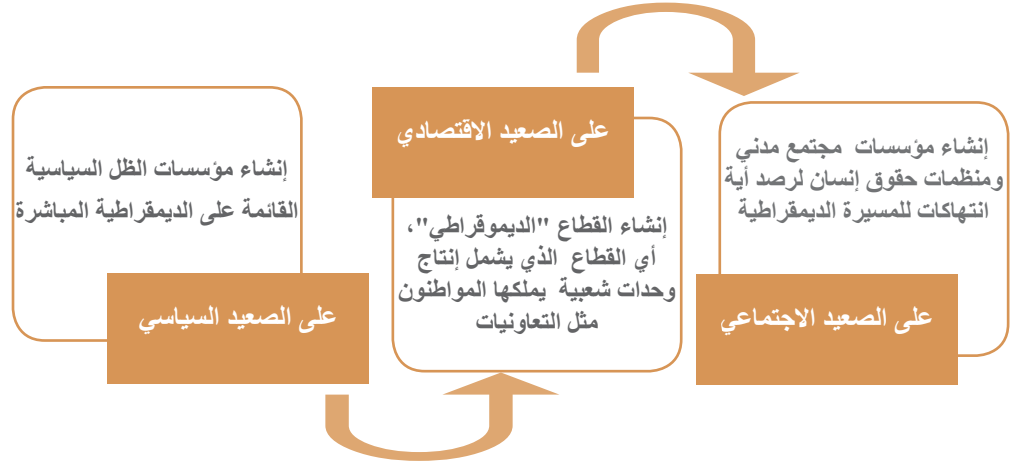 إنشاء مؤسسات الظل السياسية
القائمة على الديمقراطية المباشرة
على الصعيد السياسي
على الصعيد الاقتصادي
إنشاء القطاع "الديموقراطي"،
أي القطاع الذي يشمل إنتاج
وحدات شعبية يملكها المواطنون
مثل التعاونيات
إنشاء مؤسسات مجتمع مدني
ومنظمات حقوق إنسان لرصد أية
انتهاكات للمسيرة الديمقراطية
على الصعيد الاجتماعي